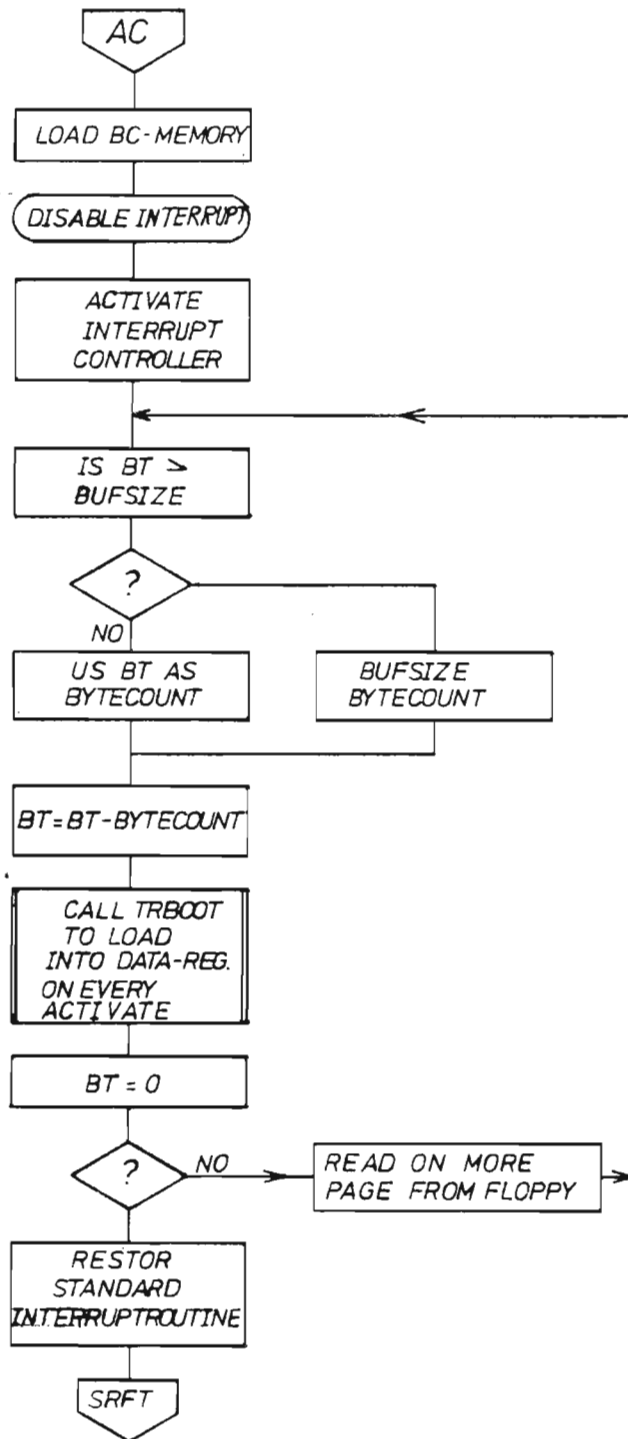 AC
LOAD BC-MEMORY
DISABLE INTERRUPT
ACTIVATE
INTERRUPT
CONTROLLER
IS BT >
BUFSIZE
?
NO
US BT AS
BYTECOUNT
BUFSIZE
BYTECOUNT
BT=BT-BYTECOUNT
CALL TRBOOT
TO LOAD
INTO DATA-REG.
ON EVERY
ACTIVATE
BT = 0
?
NO
READ ON MORE
PAGE FROM FLOPPY
RESTOR
STANDARD
INTERRUPTROUTINE
SRFT